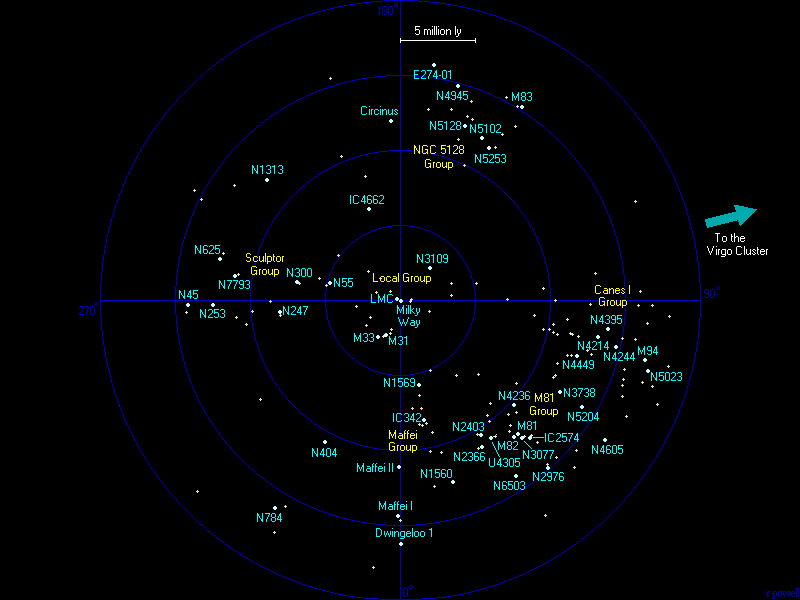 180°
5 million ly
E274-01
N4945
M83
Circinus
N5128
N5102
NGC 5128
Group
N5253
N1313
IC4662
To the
Virgo Cluster
N625
Sculptor
Group
N3109
N7793
N300
N55
Local Group
Canes I
Group
90°
N45
LMC
270°
N253
N247
Milky
Way
N4395
M33
M31
N4214
N4244
M94
N4449
N5023
N1569
N4236
M81
Group
N3738
N5204
IC342
Maffei
Group
N2403
M81
IC2574
M82
N404
N2366
U4305
N3077
N4605
Maffei II
N1560
N6503
N2976
Maffei I
N784
Dwingeloo 1
0°
cpowell